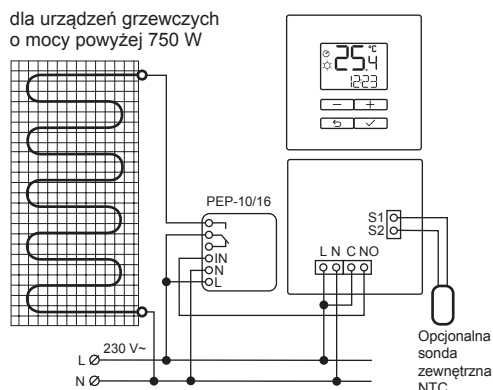 dla urządzeń grzewczych
o mocy powyżej 750 W
25.4 °C
12:23
− +
PEP-10/16
S1
S2
IN
N
L
L N C NO
230 V~
L
N
Opcjonalna
sonda
zewnętrzna
NTC